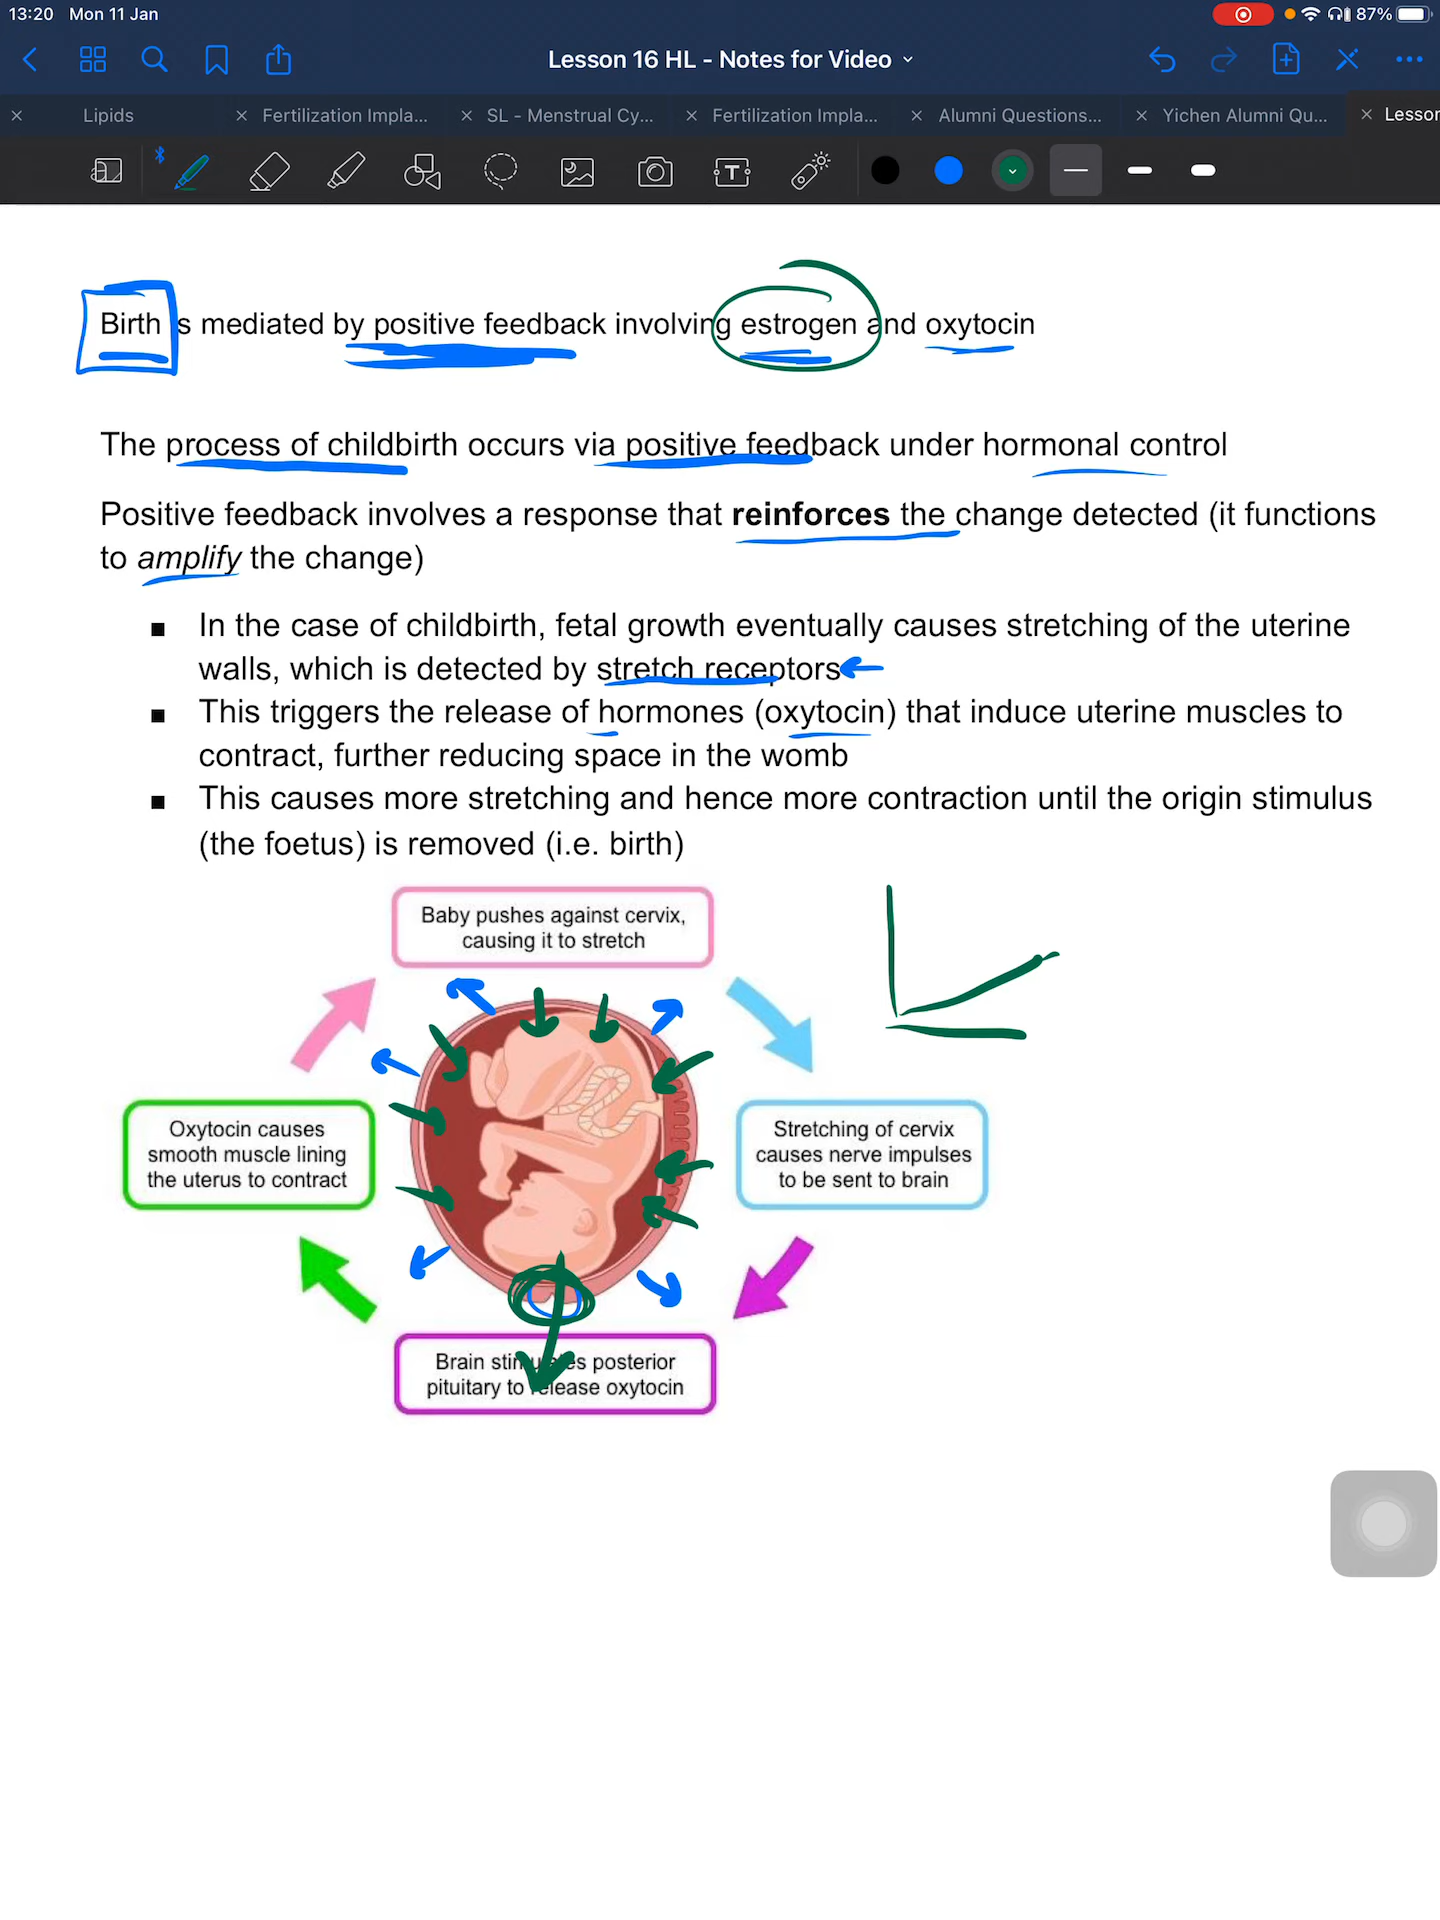 13:20 Mon 11 Jan 87%
Lesson 16 HL - Notes for Video
Lipids Fertilization Impla... SL - Menstrual Cy... Fertilization Impla... Alumni Questions... Yichen Alumni Qu... Lesson
T
Birth is mediated by positive feedback involving estrogen and oxytocin
The process of childbirth occurs via positive feedback under hormonal control
Positive feedback involves a response that reinforces the change detected (it functions
to amplify the change)
■ In the case of childbirth, fetal growth eventually causes stretching of the uterine
walls, which is detected by stretch receptors
■ This triggers the release of hormones (oxytocin) that induce uterine muscles to
contract, further reducing space in the womb
■ This causes more stretching and hence more contraction until the origin stimulus
(the foetus) is removed (i.e. birth)
Baby pushes against cervix,
causing it to stretch
Stretching of cervix
causes nerve impulses
to be sent to brain
Brain stimulates posterior
pituitary to release oxytocin
Oxytocin causes
smooth muscle lining
the uterus to contract